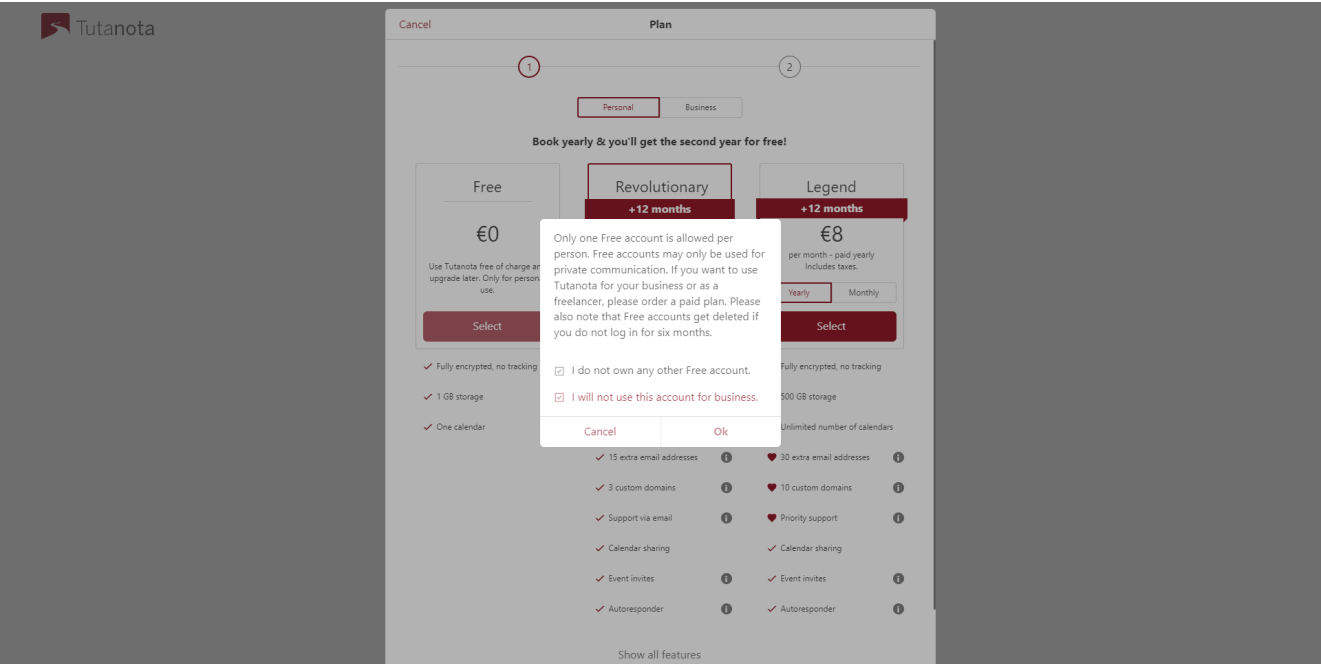 Tutanota
Cancel
Plan
1
2
Personal
Business
Book yearly & you'll get the second year for free!
Free
€0
Use Tutanota free of charge an
upgrade later. Only for person
use.
Select
Fully encrypted, no tracking
1 GB storage
One calendar
Revolutionary
+12 months
Legend
+12 months
€8
per month - paid yearly
Includes taxes.
Yearly
Monthly
Select
Only one Free account is allowed per
person. Free accounts may only be used for
private communication. If you want to use
Tutanota for your business or as a
freelancer, please order a paid plan. Please
also note that Free accounts get deleted if
you do not log in for six months.
I do not own any other Free account.
I will not use this account for business.
Cancel
Ok
15 extra email addresses
3 custom domains
Support via email
Calendar sharing
Event invites
Autoresponder
Fully encrypted, no tracking
500 GB storage
Unlimited number of calendars
30 extra email addresses
10 custom domains
Priority support
Calendar sharing
Event invites
Autoresponder
Show all features